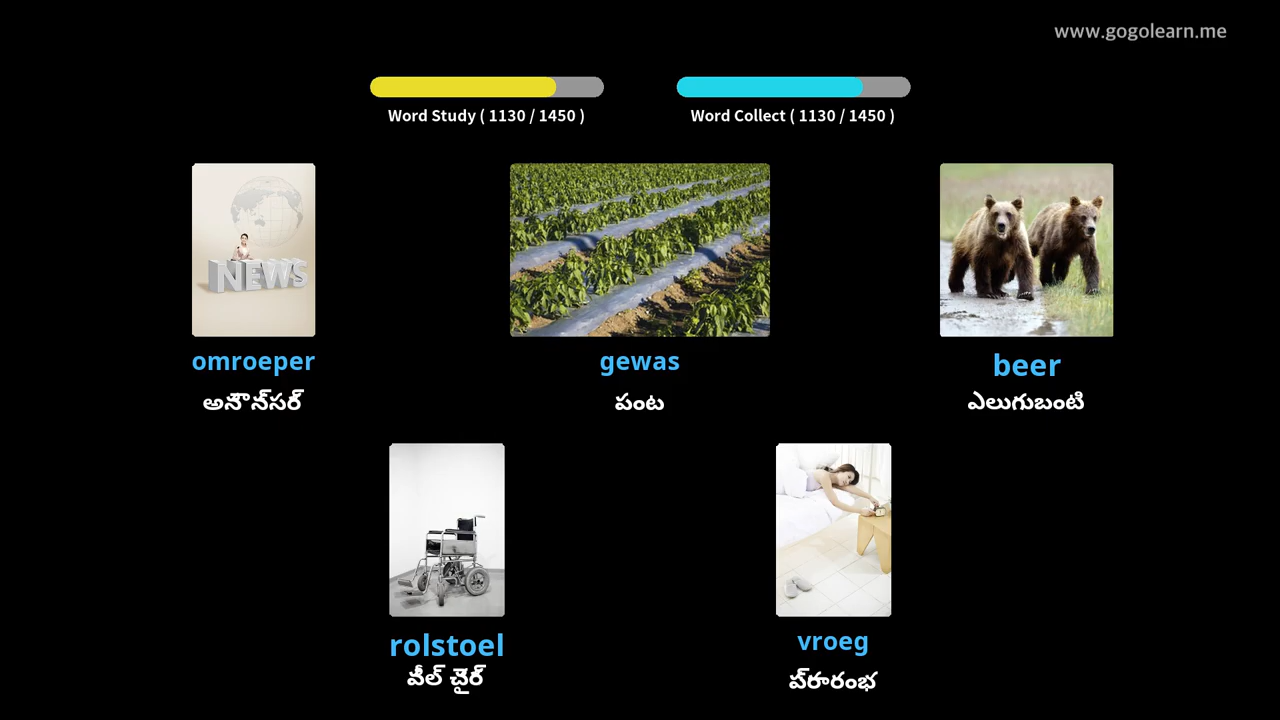 www.gogolearn.me
Word Study ( 1130 / 1450 )
Word Collect ( 1130 / 1450 )
NEWS
omroeper
gewas
beer
అనౌన్సర్
పంట
ఎలుగుబంటి
rolstoel
vroeg
వీల్ చైర్
ప్రారంభ